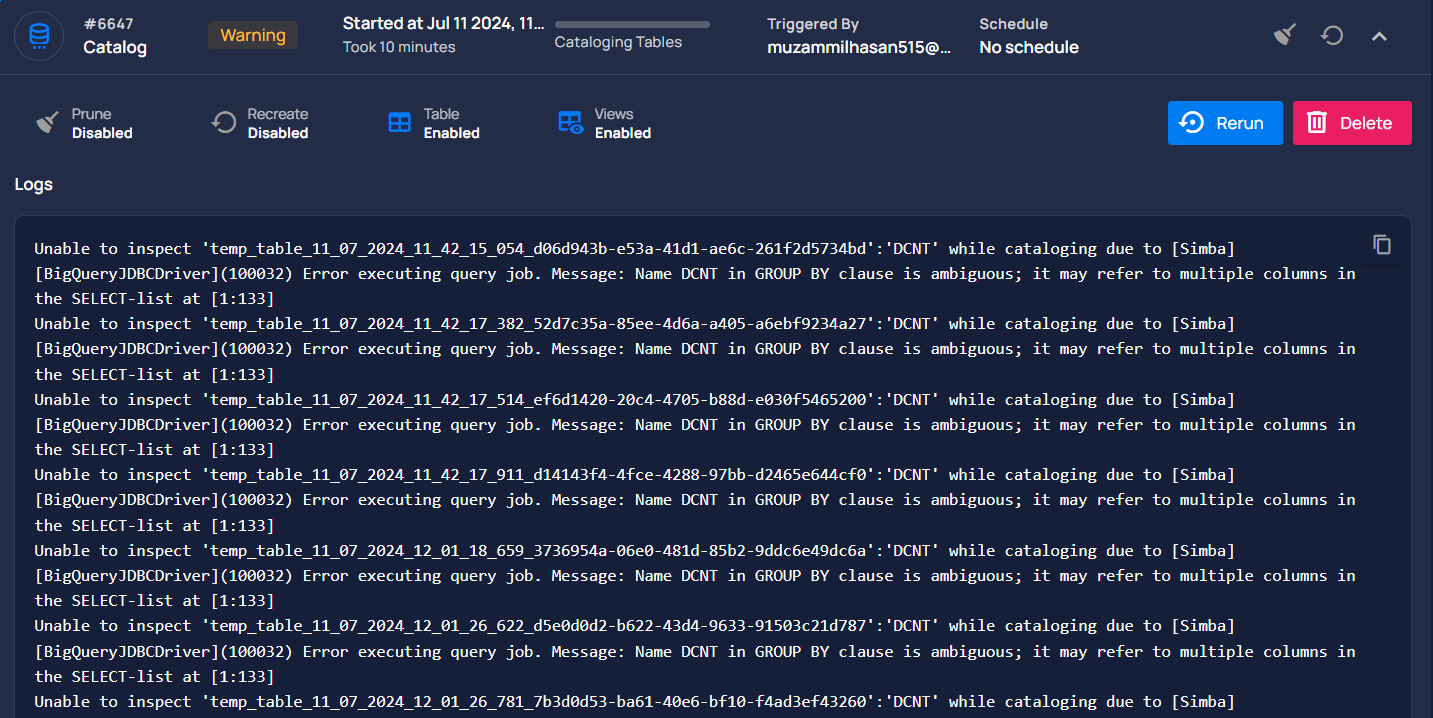 #6647
Catalog
Warning
Started at Jul 11 2024, 11...
Took 10 minutes
Cataloging Tables
Triggered By
muzammilhasan515@...
Schedule
No schedule
Prune
Disabled
Recreate
Disabled
Table
Enabled
Views
Enabled
Rerun
Delete
Logs
Unable to inspect 'temp_table_11_07_2024_11_42_15_054_d06d943b-e53a-41d1-ae6c-261f2d5734bd':'DCNT' while cataloging due to [Simba]
[BigQueryJDBCDriver](100032) Error executing query job. Message: Name DCNT in GROUP BY clause is ambiguous; it may refer to multiple columns in
the SELECT-list at [1:133]
Unable to inspect 'temp_table_11_07_2024_11_42_17_382_52d7c35a-85ee-4d6a-a405-a6ebf9234a27':'DCNT' while cataloging due to [Simba]
[BigQueryJDBCDriver](100032) Error executing query job. Message: Name DCNT in GROUP BY clause is ambiguous; it may refer to multiple columns in
the SELECT-list at [1:133]
Unable to inspect 'temp_table_11_07_2024_11_42_17_514_ef6d1420-20c4-4705-b88d-e030f5465200':'DCNT' while cataloging due to [Simba]
[BigQueryJDBCDriver](100032) Error executing query job. Message: Name DCNT in GROUP BY clause is ambiguous; it may refer to multiple columns in
the SELECT-list at [1:133]
Unable to inspect 'temp_table_11_07_2024_11_42_17_911_d14143f4-4fce-4288-97bb-d2465e644cf0':'DCNT' while cataloging due to [Simba]
[BigQueryJDBCDriver](100032) Error executing query job. Message: Name DCNT in GROUP BY clause is ambiguous; it may refer to multiple columns in
the SELECT-list at [1:133]
Unable to inspect 'temp_table_11_07_2024_12_01_18_659_3736954a-06e0-481d-85b2-9ddc6e49dc6a':'DCNT' while cataloging due to [Simba]
[BigQueryJDBCDriver](100032) Error executing query job. Message: Name DCNT in GROUP BY clause is ambiguous; it may refer to multiple columns in
the SELECT-list at [1:133]
Unable to inspect 'temp_table_11_07_2024_12_01_26_622_d5e0d0d2-b622-43d4-9633-91503c21d787':'DCNT' while cataloging due to [Simba]
[BigQueryJDBCDriver](100032) Error executing query job. Message: Name DCNT in GROUP BY clause is ambiguous; it may refer to multiple columns in
the SELECT-list at [1:133]
Unable to inspect 'temp_table_11_07_2024_12_01_26_781_7b3d0d53-ba61-40e6-bf10-f4ad3ef43260':'DCNT' while cataloging due to [Simba]